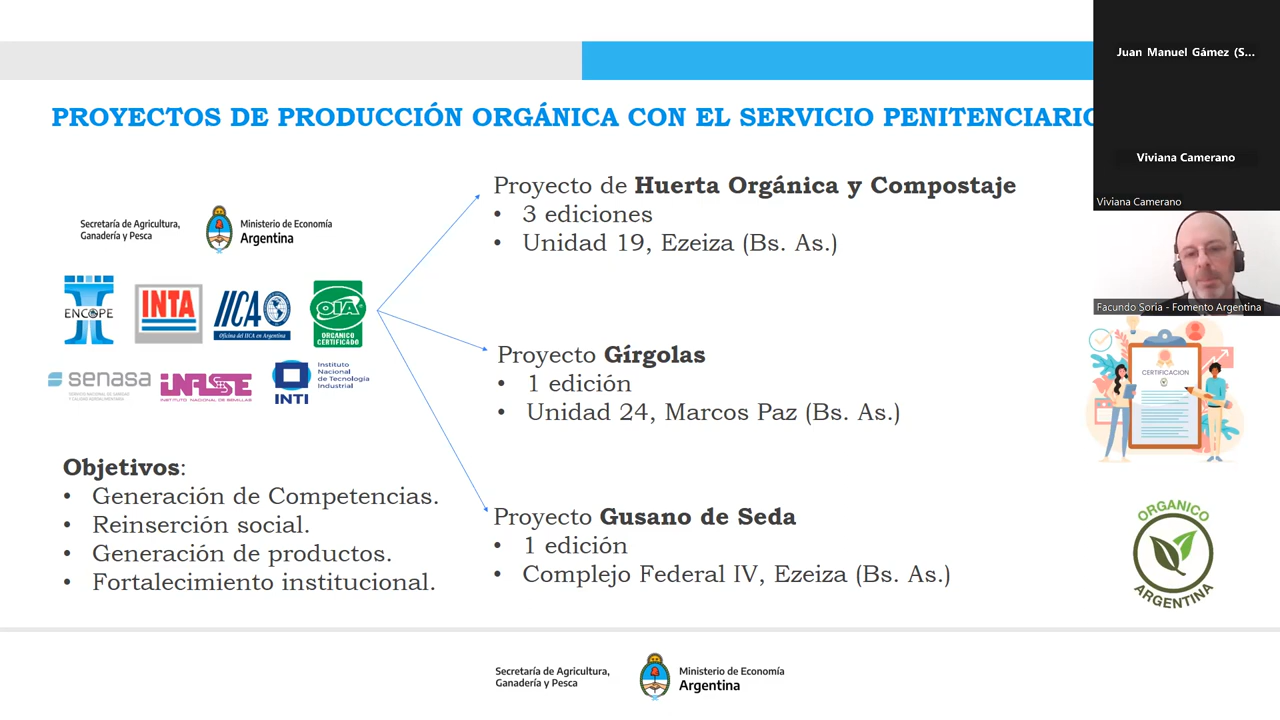 PROYECTOS DE PRODUCCIÓN ORGÁNICA CON EL SERVICIO PENITENCIARIO
Secretaría de Agricultura,
Ganadería y Pesca
Ministerio de Economía
Argentina
ENCOPE
INTA
IICA
Oficina del IICA en Argentina
OIA
ORGANICO
CERTIFICADO
senasa
SERVICIO NACIONAL DE SANIDAD
Y CALIDAD AGROALIMENTARIA
INASE
INSTITUTO NACIONAL DE SEMILLAS
INTI
Instituto
Nacional
de Tecnología
Industrial
Objetivos:
• Generación de Competencias.
• Reinserción social.
• Generación de productos.
• Fortalecimiento institucional.
Proyecto de Huerta Orgánica y Compostaje
• 3 ediciones
• Unidad 19, Ezeiza (Bs. As.)
Proyecto Gírgolas
• 1 edición
• Unidad 24, Marcos Paz (Bs. As.)
Proyecto Gusano de Seda
• 1 edición
• Complejo Federal IV, Ezeiza (Bs. As.)
Juan Manuel Gámez (S...
Viviana Camerano
Viviana Camerano
Facundo Soria - Fomento Argentina
CERTIFICACION
ORGANICO
ARGENTINA
Secretaría de Agricultura,
Ganadería y Pesca
Ministerio de Economía
Argentina